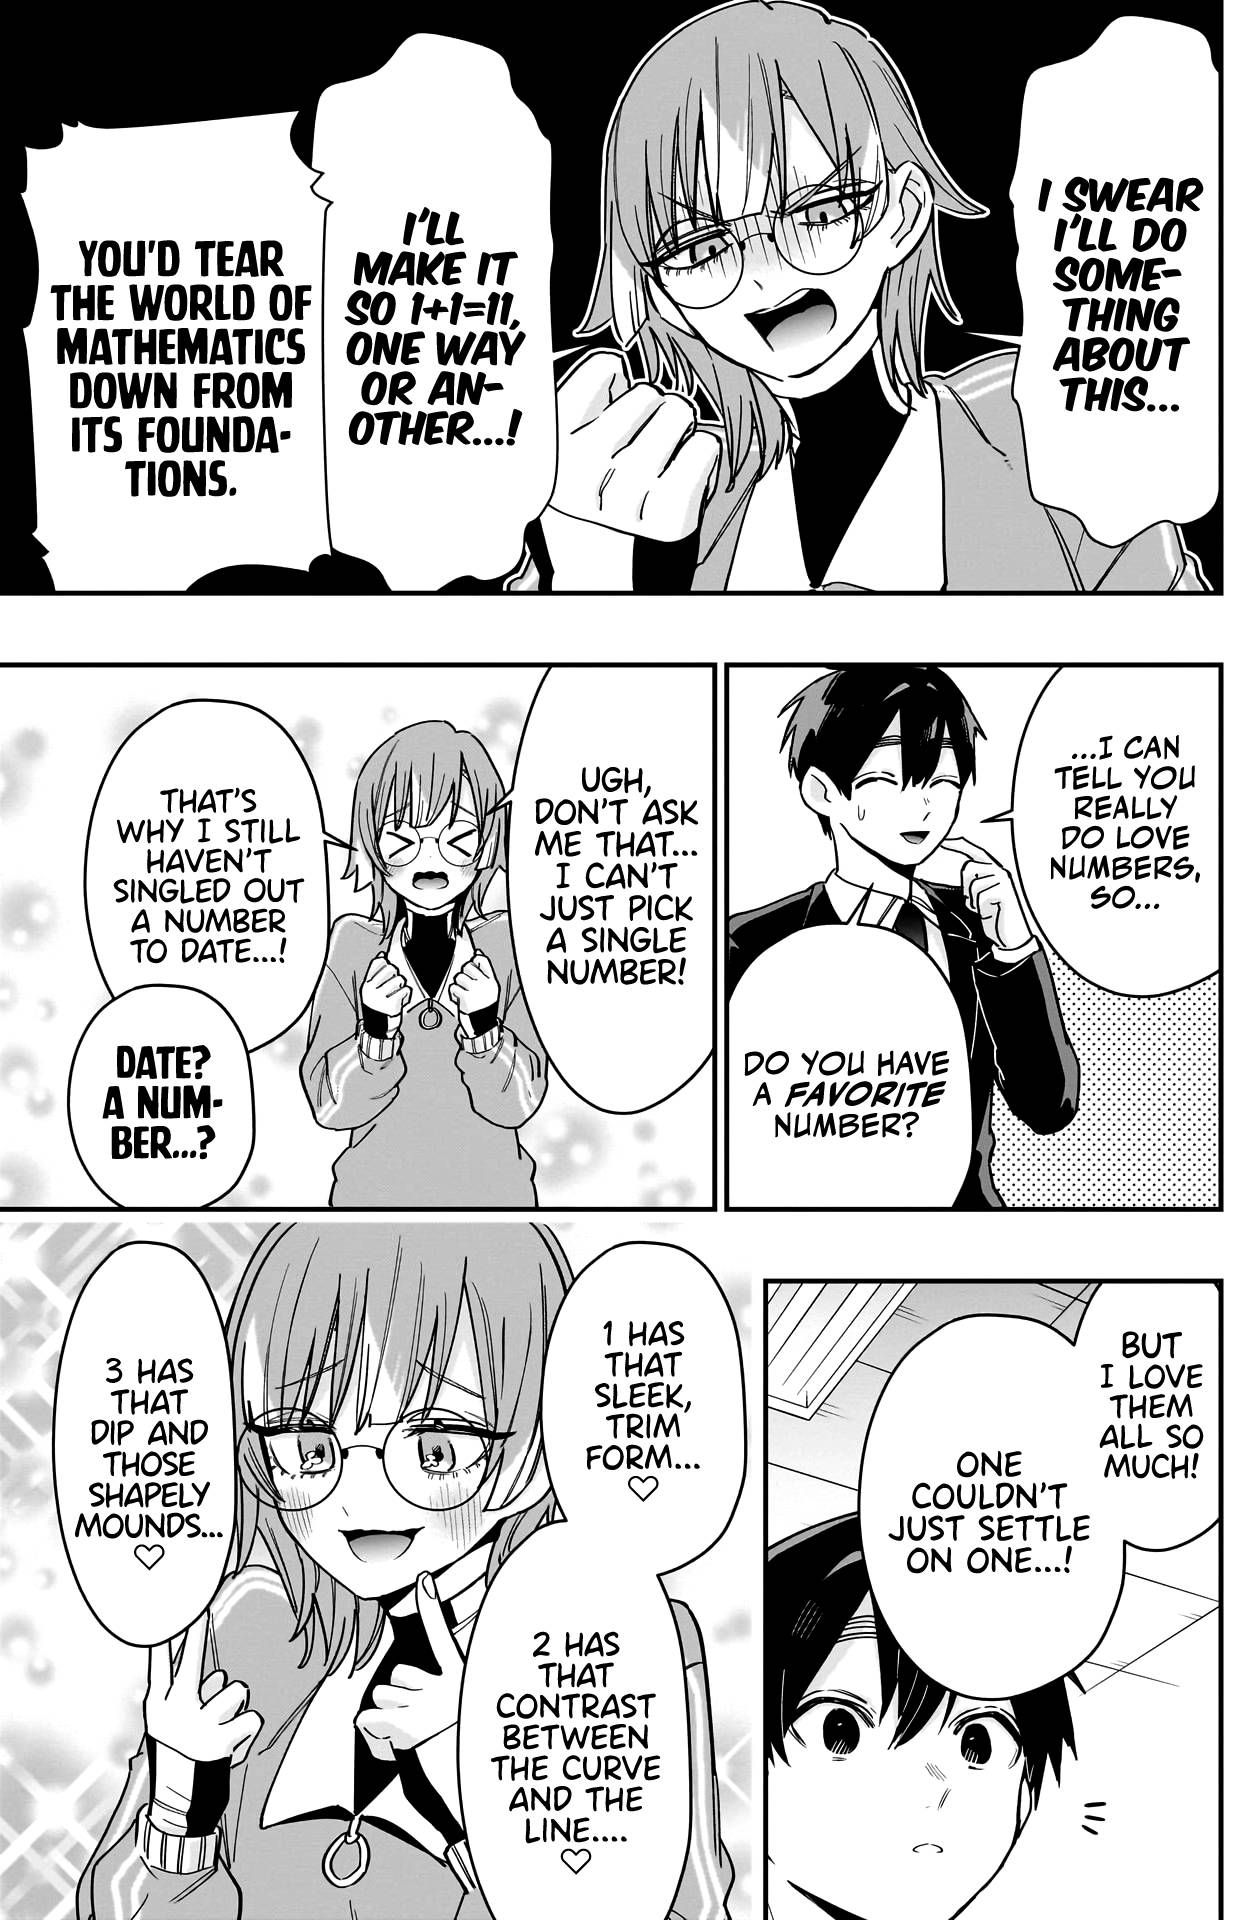 I SWEAR
I'LL DO
SOME-
THING
ABOUT
THIS...
I'LL
MAKE IT
SO 1+1=11,
ONE WAY
OR AN-
OTHER...!
YOU'D TEAR
THE WORLD OF
MATHEMATICS
DOWN FROM
ITS FOUNDA-
TIONS.
...I CAN
TELL YOU
REALLY
DO LOVE
NUMBERS,
SO...
DO YOU HAVE
A FAVORITE
NUMBER?
UGH,
DON'T ASK
ME THAT...
I CAN'T
JUST PICK
A SINGLE
NUMBER!
THAT'S
WHY I STILL
HAVEN'T
SINGLED OUT
A NUMBER
TO DATE...!
DATE?
A NUM-
BER...?
BUT
I LOVE
THEM
ALL SO
MUCH!
ONE
COULDN'T
JUST SETTLE
ON ONE...!
1 HAS
THAT
SLEEK,
TRIM
FORM...
♡
2 HAS
THAT
CONTRAST
BETWEEN
THE CURVE
AND THE
LINE....
♡
3 HAS
THAT
DIP AND
THOSE
SHAPELY
MOUNDS...
♡